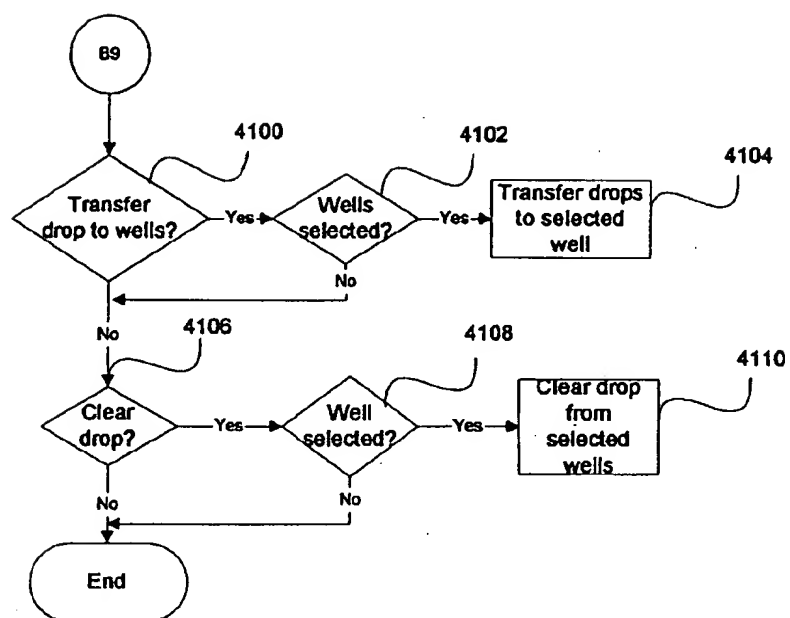 B9
4100
4102
4104
Transfer
drop to wells?
Yes
Wells
selected?
Yes
Transfer drops
to selected
well
No
No
4106
4108
4110
Clear
drop?
Yes
Well
selected?
Yes
Clear drop
from
selected
wells
No
No
End